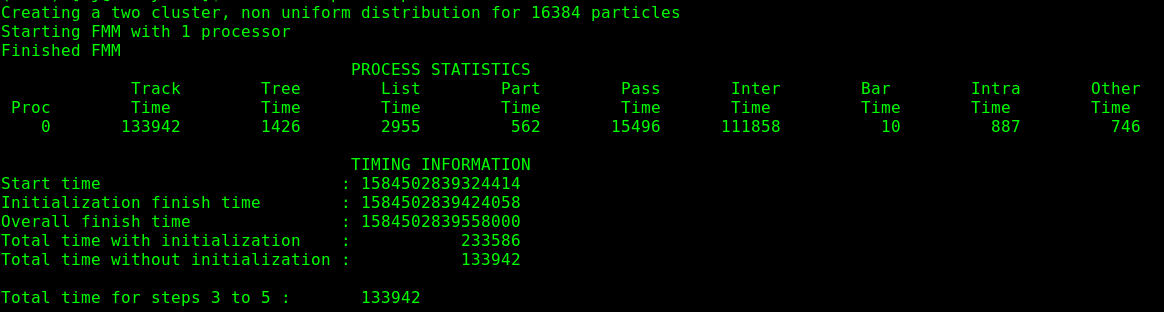 Creating a two cluster, non uniform distribution for 16384 particles
Starting FMM with 1 processor
Finished FMM
                                   PROCESS STATISTICS
             Track        Tree        List        Part        Pass       Inter        Bar        Intra       Other
 Proc        Time         Time        Time        Time        Time       Time         Time       Time        Time
    0       133942        1426        2955         562       15496      111858          10         887         746

                                   TIMING INFORMATION
Start time                        : 1584502839324414
Initialization finish time        : 1584502839424058
Overall finish time               : 1584502839558000
Total time with initialization    :           233586
Total time without initialization :           133942

Total time for steps 3 to 5 :       133942